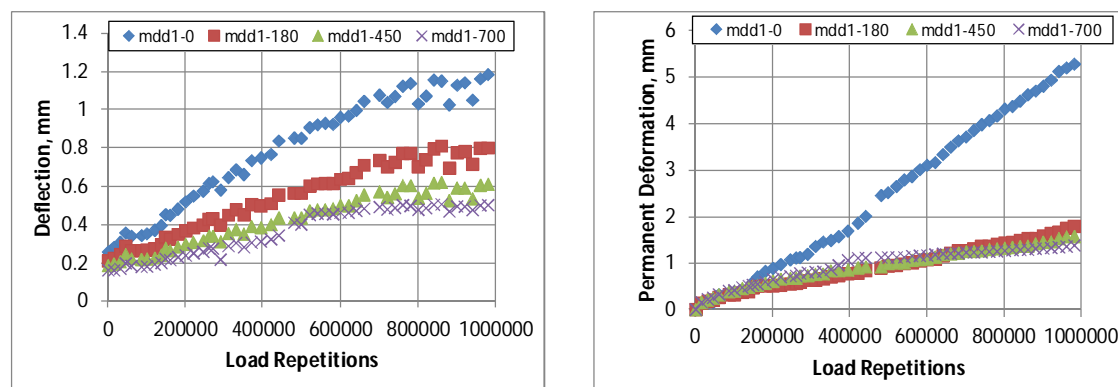 1.4
mdd1-0 mdd1-180 mdd1-450 mdd1-700
1.2
1
0.8
0.6
0.4
0.2
0
Deflection, mm
0 200000 400000 600000 800000 1000000
Load Repetitions
6
mdd1-0 mdd1-180 mdd1-450 mdd1-700
5
4
3
2
1
0
Permanent Deformation, mm
0 200000 400000 600000 800000 1000000
Load Repetitions